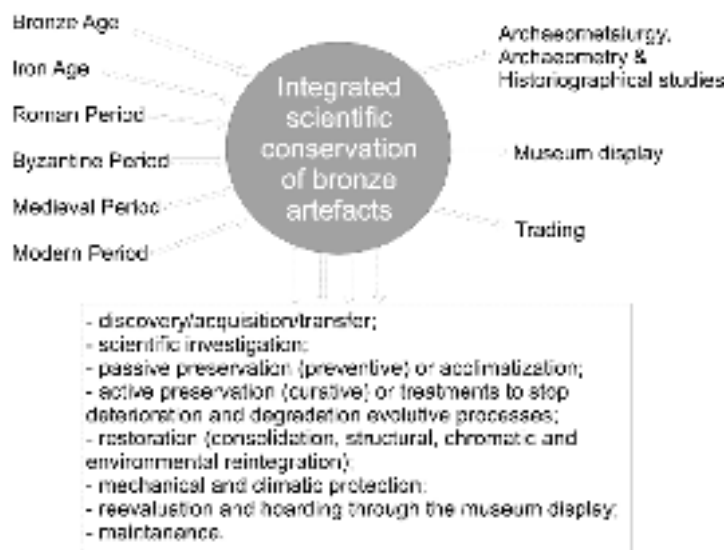 Bronze Age
Iron Age
Roman Period
Byzantine Period
Medieval Period
Modern Period
Integrated
scientific
conservation
of bronze
artefacts
Archaeometalurgy,
Archaeometry &
Historiographical studies
Museum display
Trading
- discovery/acquisition/transfer;
- scientific investigation;
- passive preservation (preventive) or acclimatization;
- active preservation (curative) or treatments to stop
deterioration and degradation evolutive processes;
- restoration (consolidation, structural, chromatic and
environmental reintegration);
- mechanical and climatic protection;
- reevaluation and hoarding through the museum display;
- maintanance.